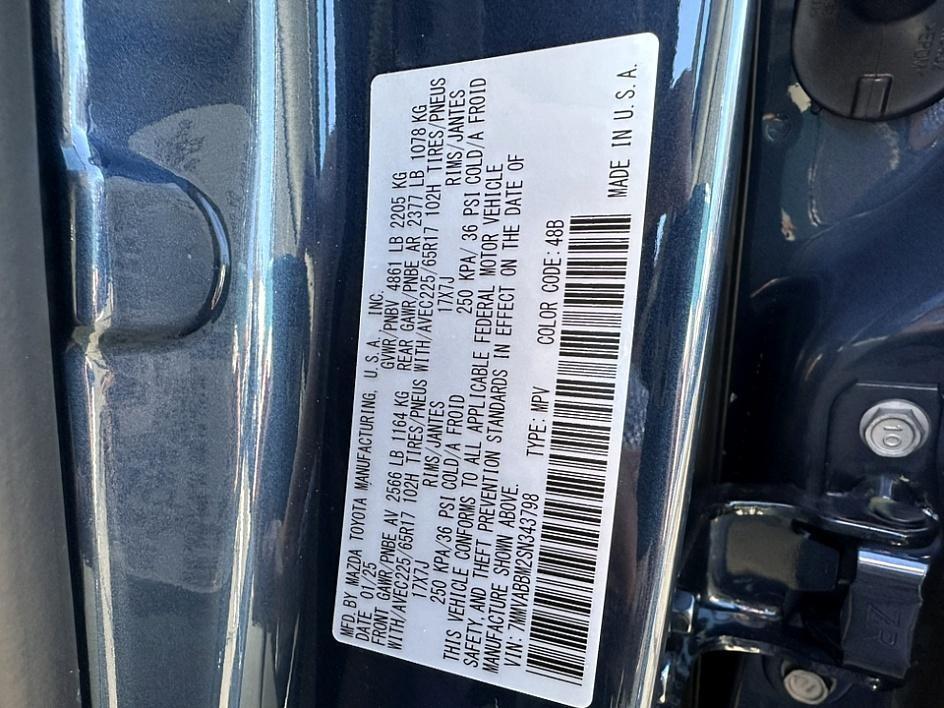 MFD BY MAZDA TOYOTA MANUFACTURING, U.S.A. INC.
DATE 01/25 GVWR/PNBV 4861 LB 2205 KG
FRONT GAWR/PNBE AV 2566 LB 1164 KG REAR GAWR/PNBE AR 2377 LB 1078 KG
WITH/AVEC225/65R17 102H TIRES/PNEUS WITH/AVEC225/65R17 102H TIRES/PNEUS
17X7J RIMS/JANTES 17X7J RIMS/JANTES
250 KPA/36 PSI COLD/A FROID 250 KPA/ 36 PSI COLD/A FROID
THIS VEHICLE CONFORMS TO ALL APPLICABLE FEDERAL MOTOR VEHICLE
SAFETY, AND THEFT PREVENTION STANDARDS IN EFFECT ON THE DATE OF
MANUFACTURE SHOWN ABOVE.
VIN: 7MMVABBM2SN343798 TYPE: MPV COLOR CODE: 48B
MADE IN U.S.A.
10
ZR